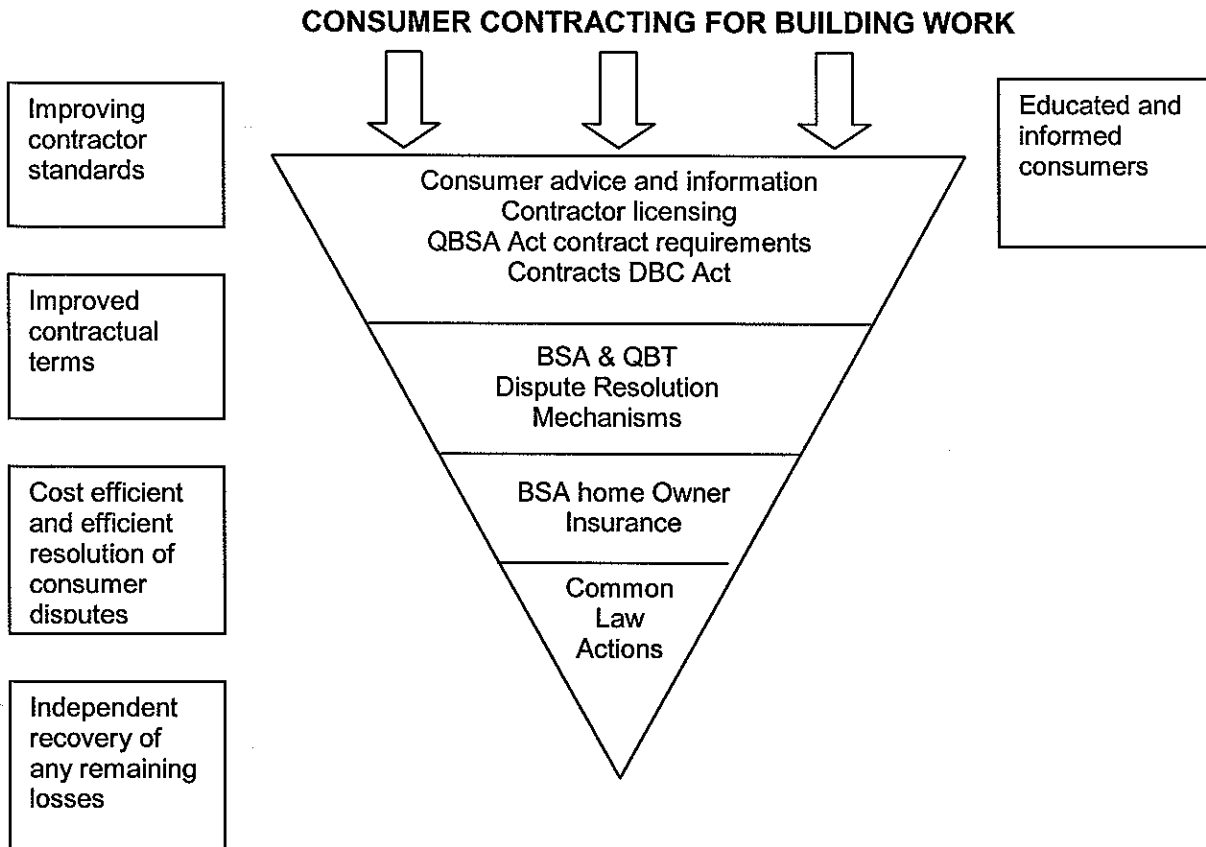 CONSUMER CONTRACTING FOR BUILDING WORK
Improving
contractor
standards
Improved
contractual
terms
Cost efficient
and efficient
resolution of
consumer
disputes
Independent
recovery of
any remaining
losses
Consumer advice and information
Contractor licensing
QBSA Act contract requirements
Contracts DBC Act
BSA & QBT
Dispute Resolution
Mechanisms
BSA home Owner
Insurance
Common
Law
Actions
Educated and
informed
consumers